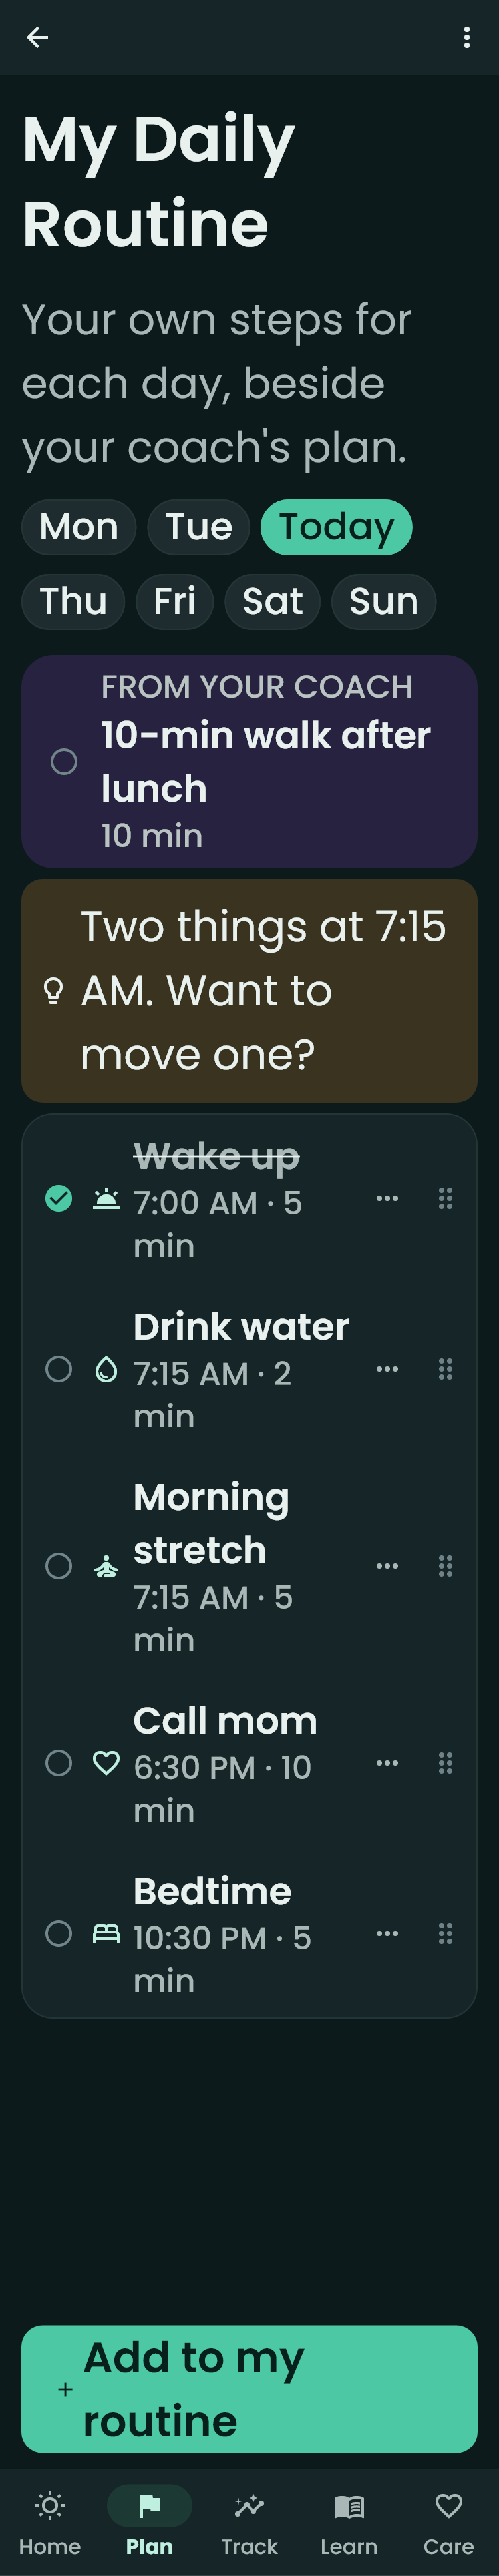 My Daily
Routine
Your own steps for
each day, beside
your coach's plan.
Mon Tue Today
Thu Fri Sat Sun
FROM YOUR COACH
10-min walk after
lunch
10 min
Two things at 7:15
AM. Want to
move one?
Wake up
7:00 AM · 5
min
Drink water
7:15 AM · 2
min
Morning
stretch
7:15 AM · 5
min
Call mom
6:30 PM · 10
min
Bedtime
10:30 PM · 5
min
+ Add to my
routine
Home Plan Track Learn Care